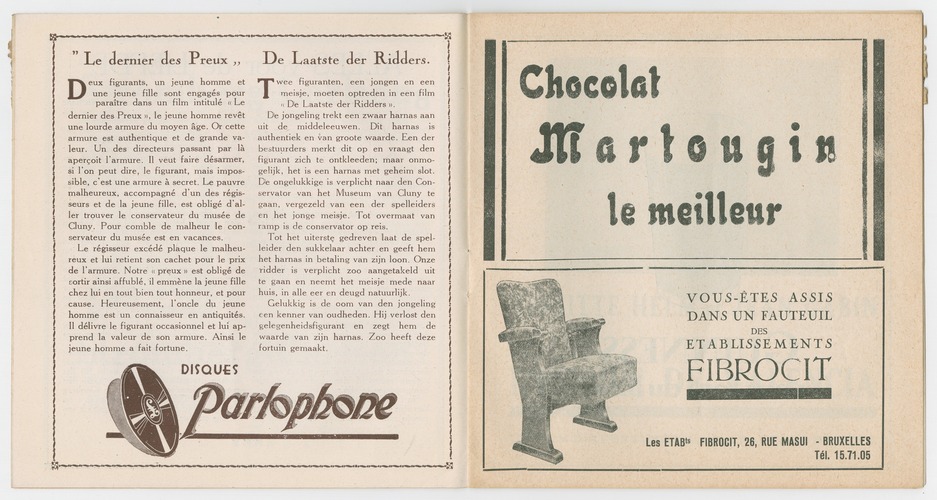 " Le dernier des Preux „
Deux figurants, un jeune homme et
une jeune fille sont engagés pour
paraître dans un film intitulé « Le
dernier des Preux », le jeune homme revêt
une lourde armure du moyen âge. Or cette
armure est authentique et de grande va-
leur. Un des directeurs passant par là
aperçoit l'armure. Il veut faire désarmer,
si l'on peut dire, le figurant, mais impos-
sible, c'est une armure à secret. Le pauvre
malheureux, accompagné d'un des régis-
seurs et de la jeune fille, est obligé d'al-
ler trouver le conservateur du musée de
Cluny. Pour comble de malheur le con-
servateur du musée est en vacances.
Le régisseur excédé plaque le malheu-
reux et lui retient son cachet pour le prix
de l'armure. Notre « preux » est obligé de
sortir ainsi affublé, il emmène la jeune fille
chez lui en tout bien tout honneur, et pour
cause. Heureusement, l'oncle du jeune
homme est un connaisseur en antiquités.
Il délivre le figurant occasionnel et lui ap-
prend la valeur de son armure. Ainsi le
jeune homme a fait fortune.
De Laatste der Ridders.
Twee figuranten, een jongen en een
meisje, moeten optreden in een film
« De Laatste der Ridders ».
De jongeling trekt een zwaar harnas aan
uit de middeleeuwen. Dit harnas is
authentiek en van groote waarde. Een der
bestuurders merkt dit op en vraagt den
figurant zich te ontkleeden; maar onmo-
gelijk, het is een harnas met geheim slot.
De ongelukkige is verplicht naar den Con-
servator van het Museum van Cluny te
gaan, vergezeld van een der spelleiders
en het jonge meisje. Tot overmaat van
ramp is de conservator op reis.
Tot het uiterste gedreven laat de spel-
leider den sukkelaar achter en geeft hem
het harnas in betaling van zijn loon. Onze
ridder is verplicht zoo aangetakeld uit
te gaan en neemt het meisje mede naar
huis, in alle eer en deugd natuurlijk.
Gelukkig is de oom van den jongeling
een kenner van oudheden. Hij verlost den
gelegenheidsfigurant en zegt hem de
waarde van zijn harnas. Zoo heeft deze
fortuin gemaakt.
DISQUES
Parlophone
Chocolat
Martougin
le meilleur
VOUS-ÊTES ASSIS
DANS UN FAUTEUIL
DES
ETABLISSEMENTS
FIBROCIT
Les ETABts FIBROCIT, 26, RUE MASUI - BRUXELLES
Tél. 15.71.05